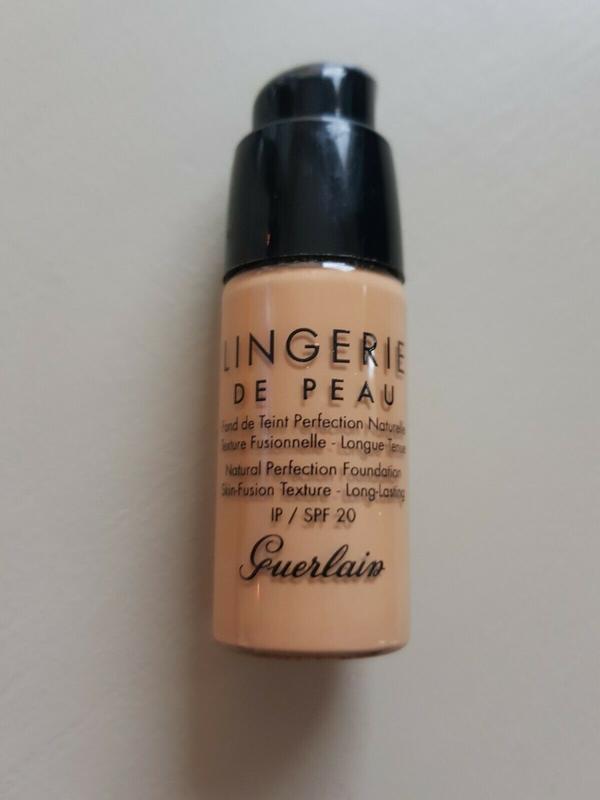 LINGERIE
DE PEAU
Fond de Teint Perfection Naturelle
Texture Fusionnelle - Longue Tenue
Natural Perfection Foundation
Skin-Fusion Texture - Long-Lasting
IP / SPF 20
Guerlain